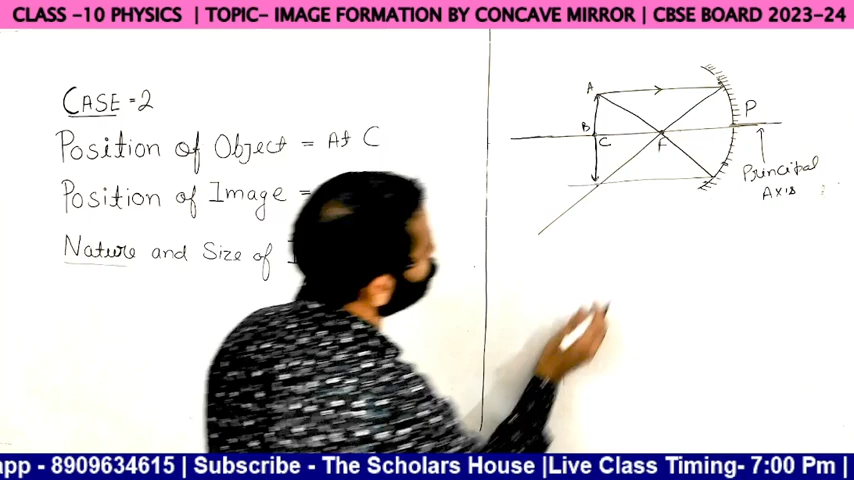 CLASS -10 PHYSICS | TOPIC- IMAGE FORMATION BY CONCAVE MIRROR | CBSE BOARD 2023-24
CASE =2
Position of Object = At C
Position of Image =
Nature and Size of
A
B
C
F
P
Principal
Axis
app - 8909634615 | Subscribe - The Scholars House |Live Class Timing- 7:00 Pm |